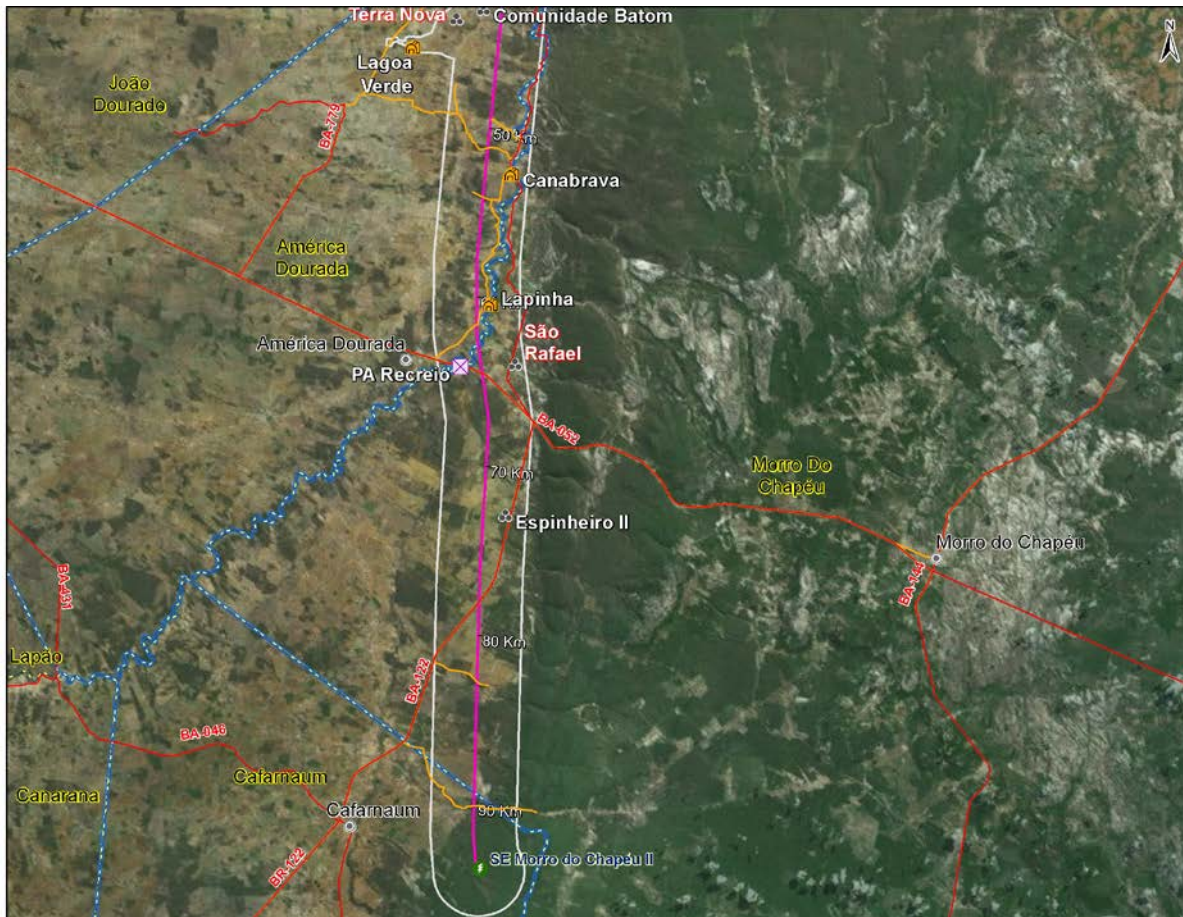 Terra Nova
Comunidade Batom
N
Lagoa
Verde
João
Dourado
BA-779
50 Km
Canabrava
América
Dourada
Lapinha
São
Rafael
América Dourada
PA Recreio
BA-052
70 Km
Morro Do
Chapéu
Espinheiro II
Morro do Chapéu
BA-144
BA-431
80 Km
Lapão
BA-122
BA-046
Cafarnaum
Canarana
90 Km
Cafarnaum
SE Morro do Chapéu II
BR-122